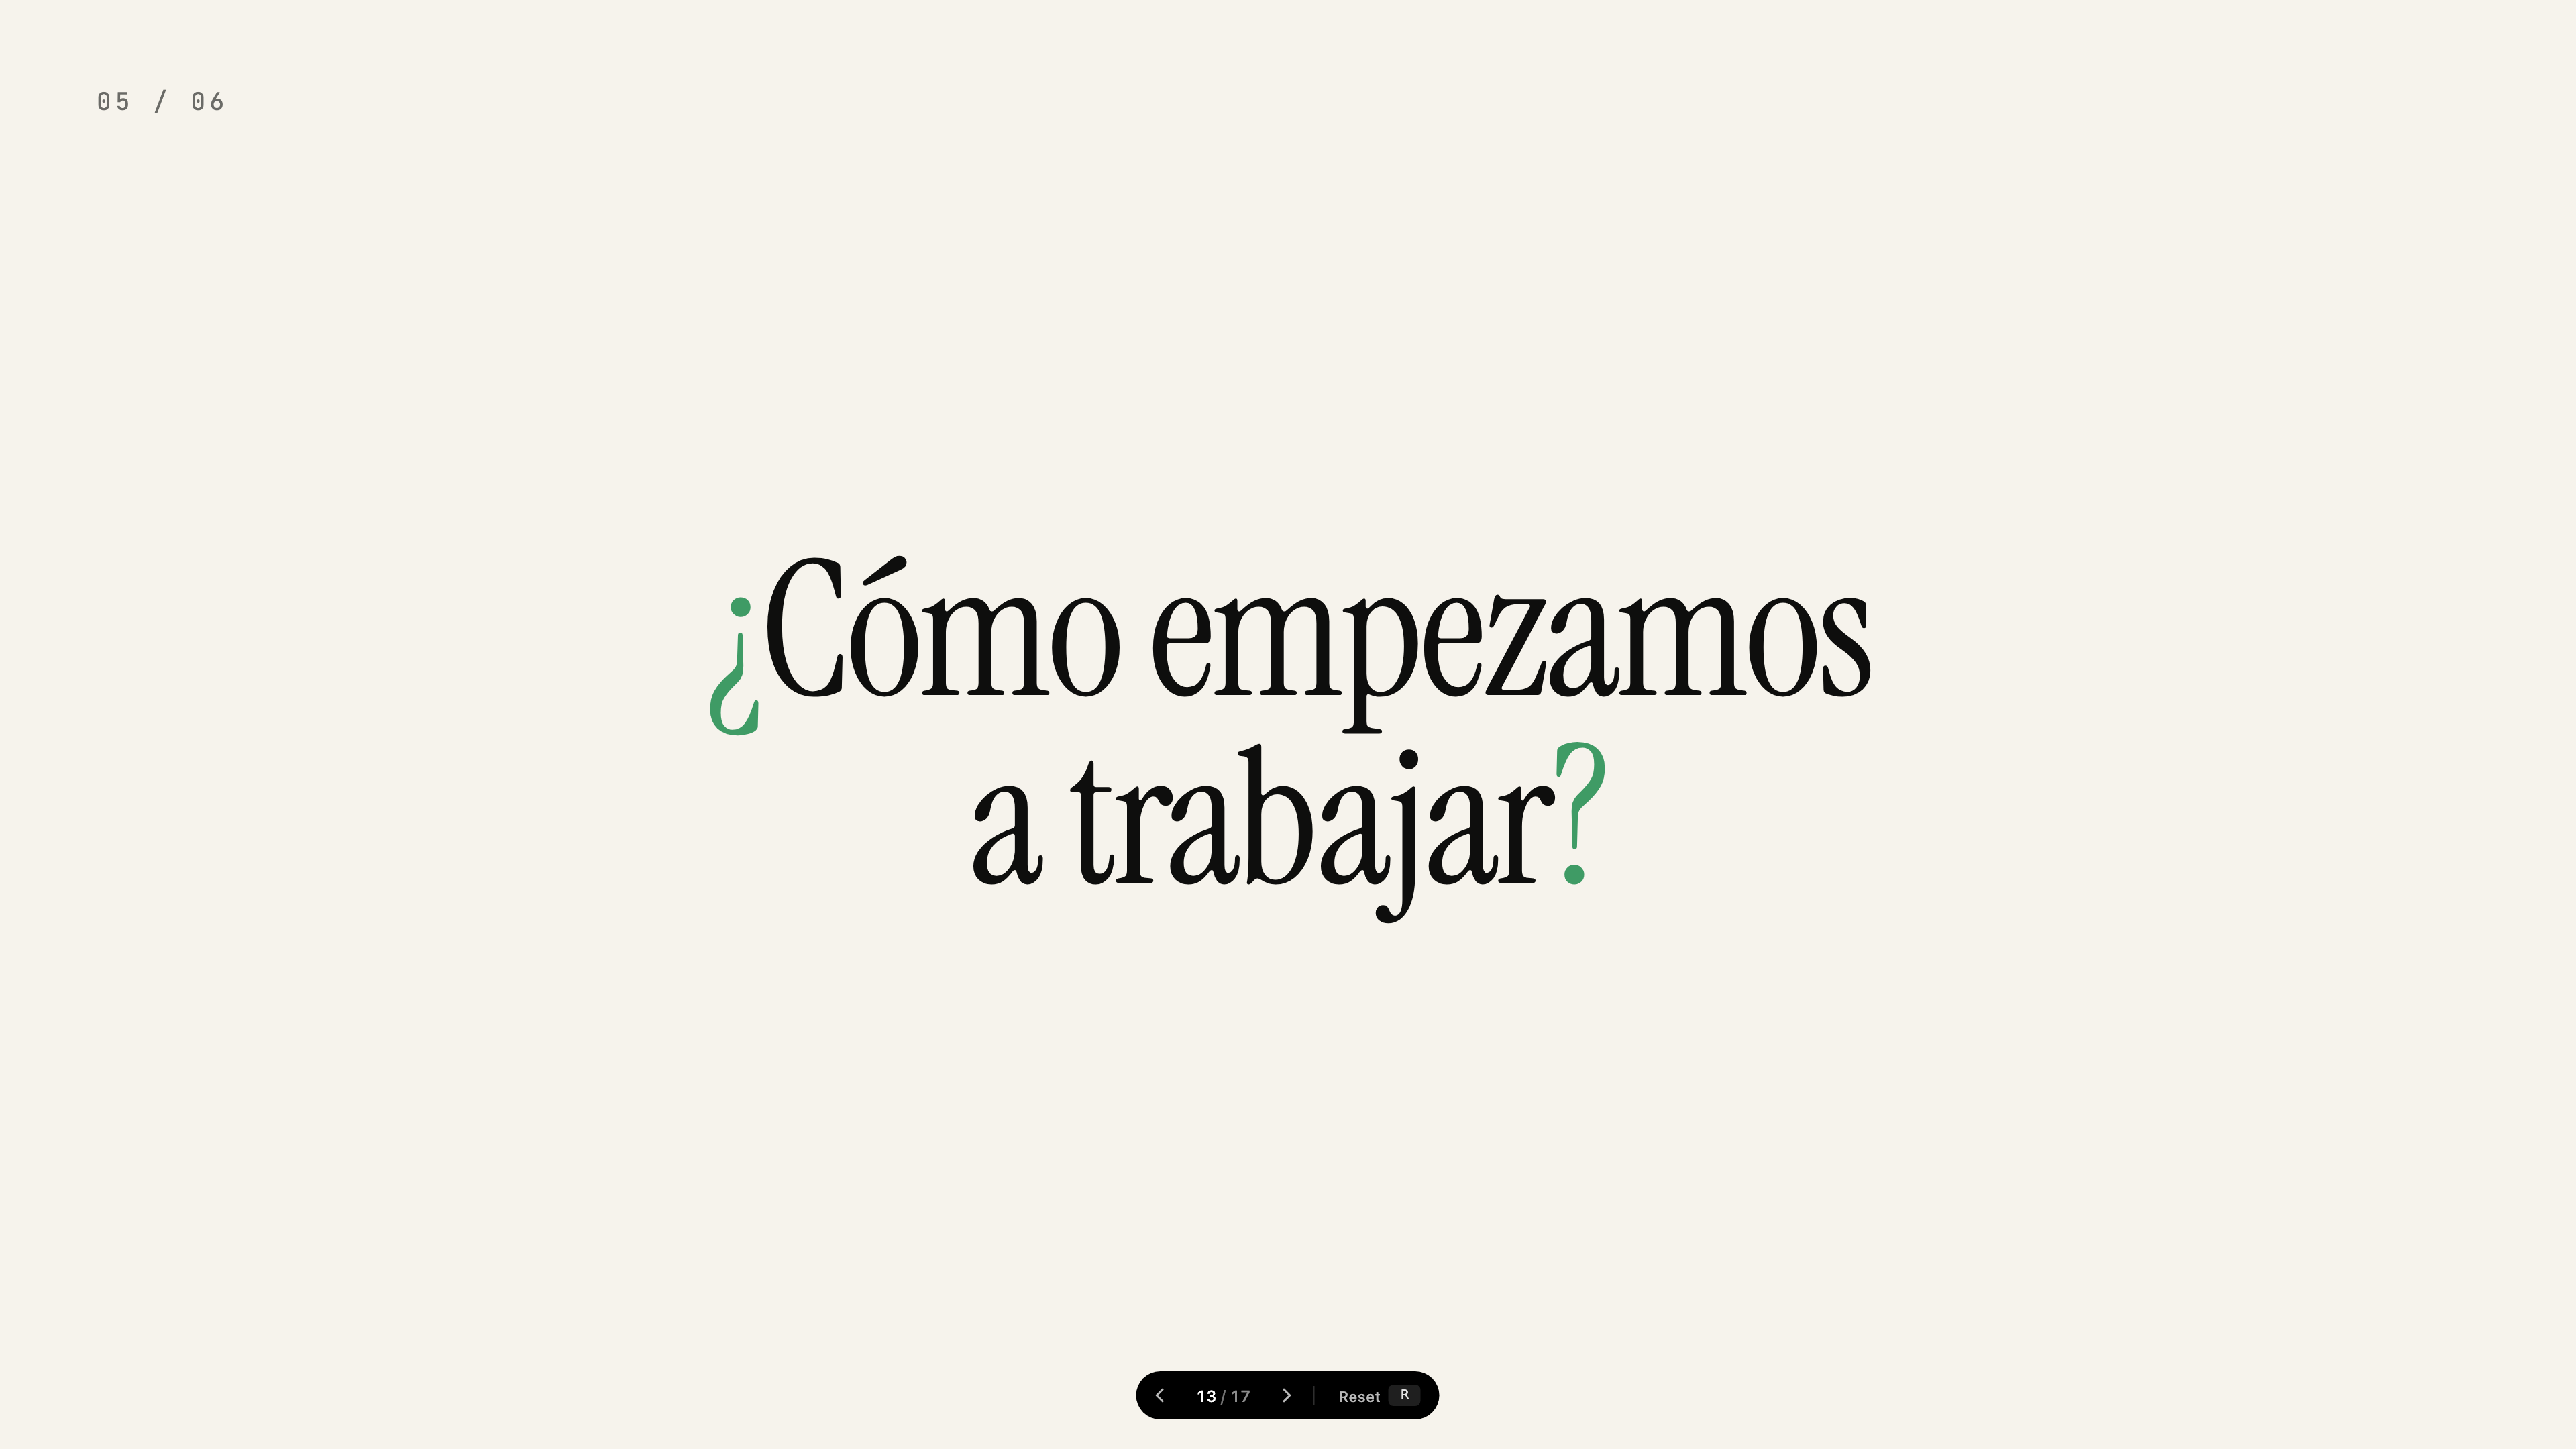 05 / 06
¿Cómo empezamos
a trabajar?
13 / 17 Reset R